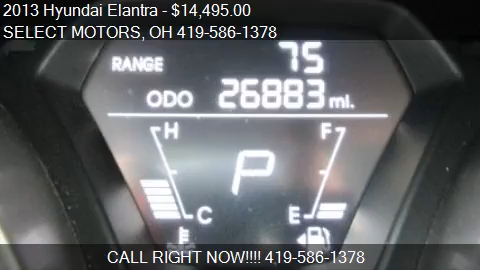 2013 Hyundai Elantra - $14,495.00
SELECT MOTORS, OH 419-586-1378
RANGE 75
ODO 26883 mi.
H F
P
C E
CALL RIGHT NOW!!!! 419-586-1378